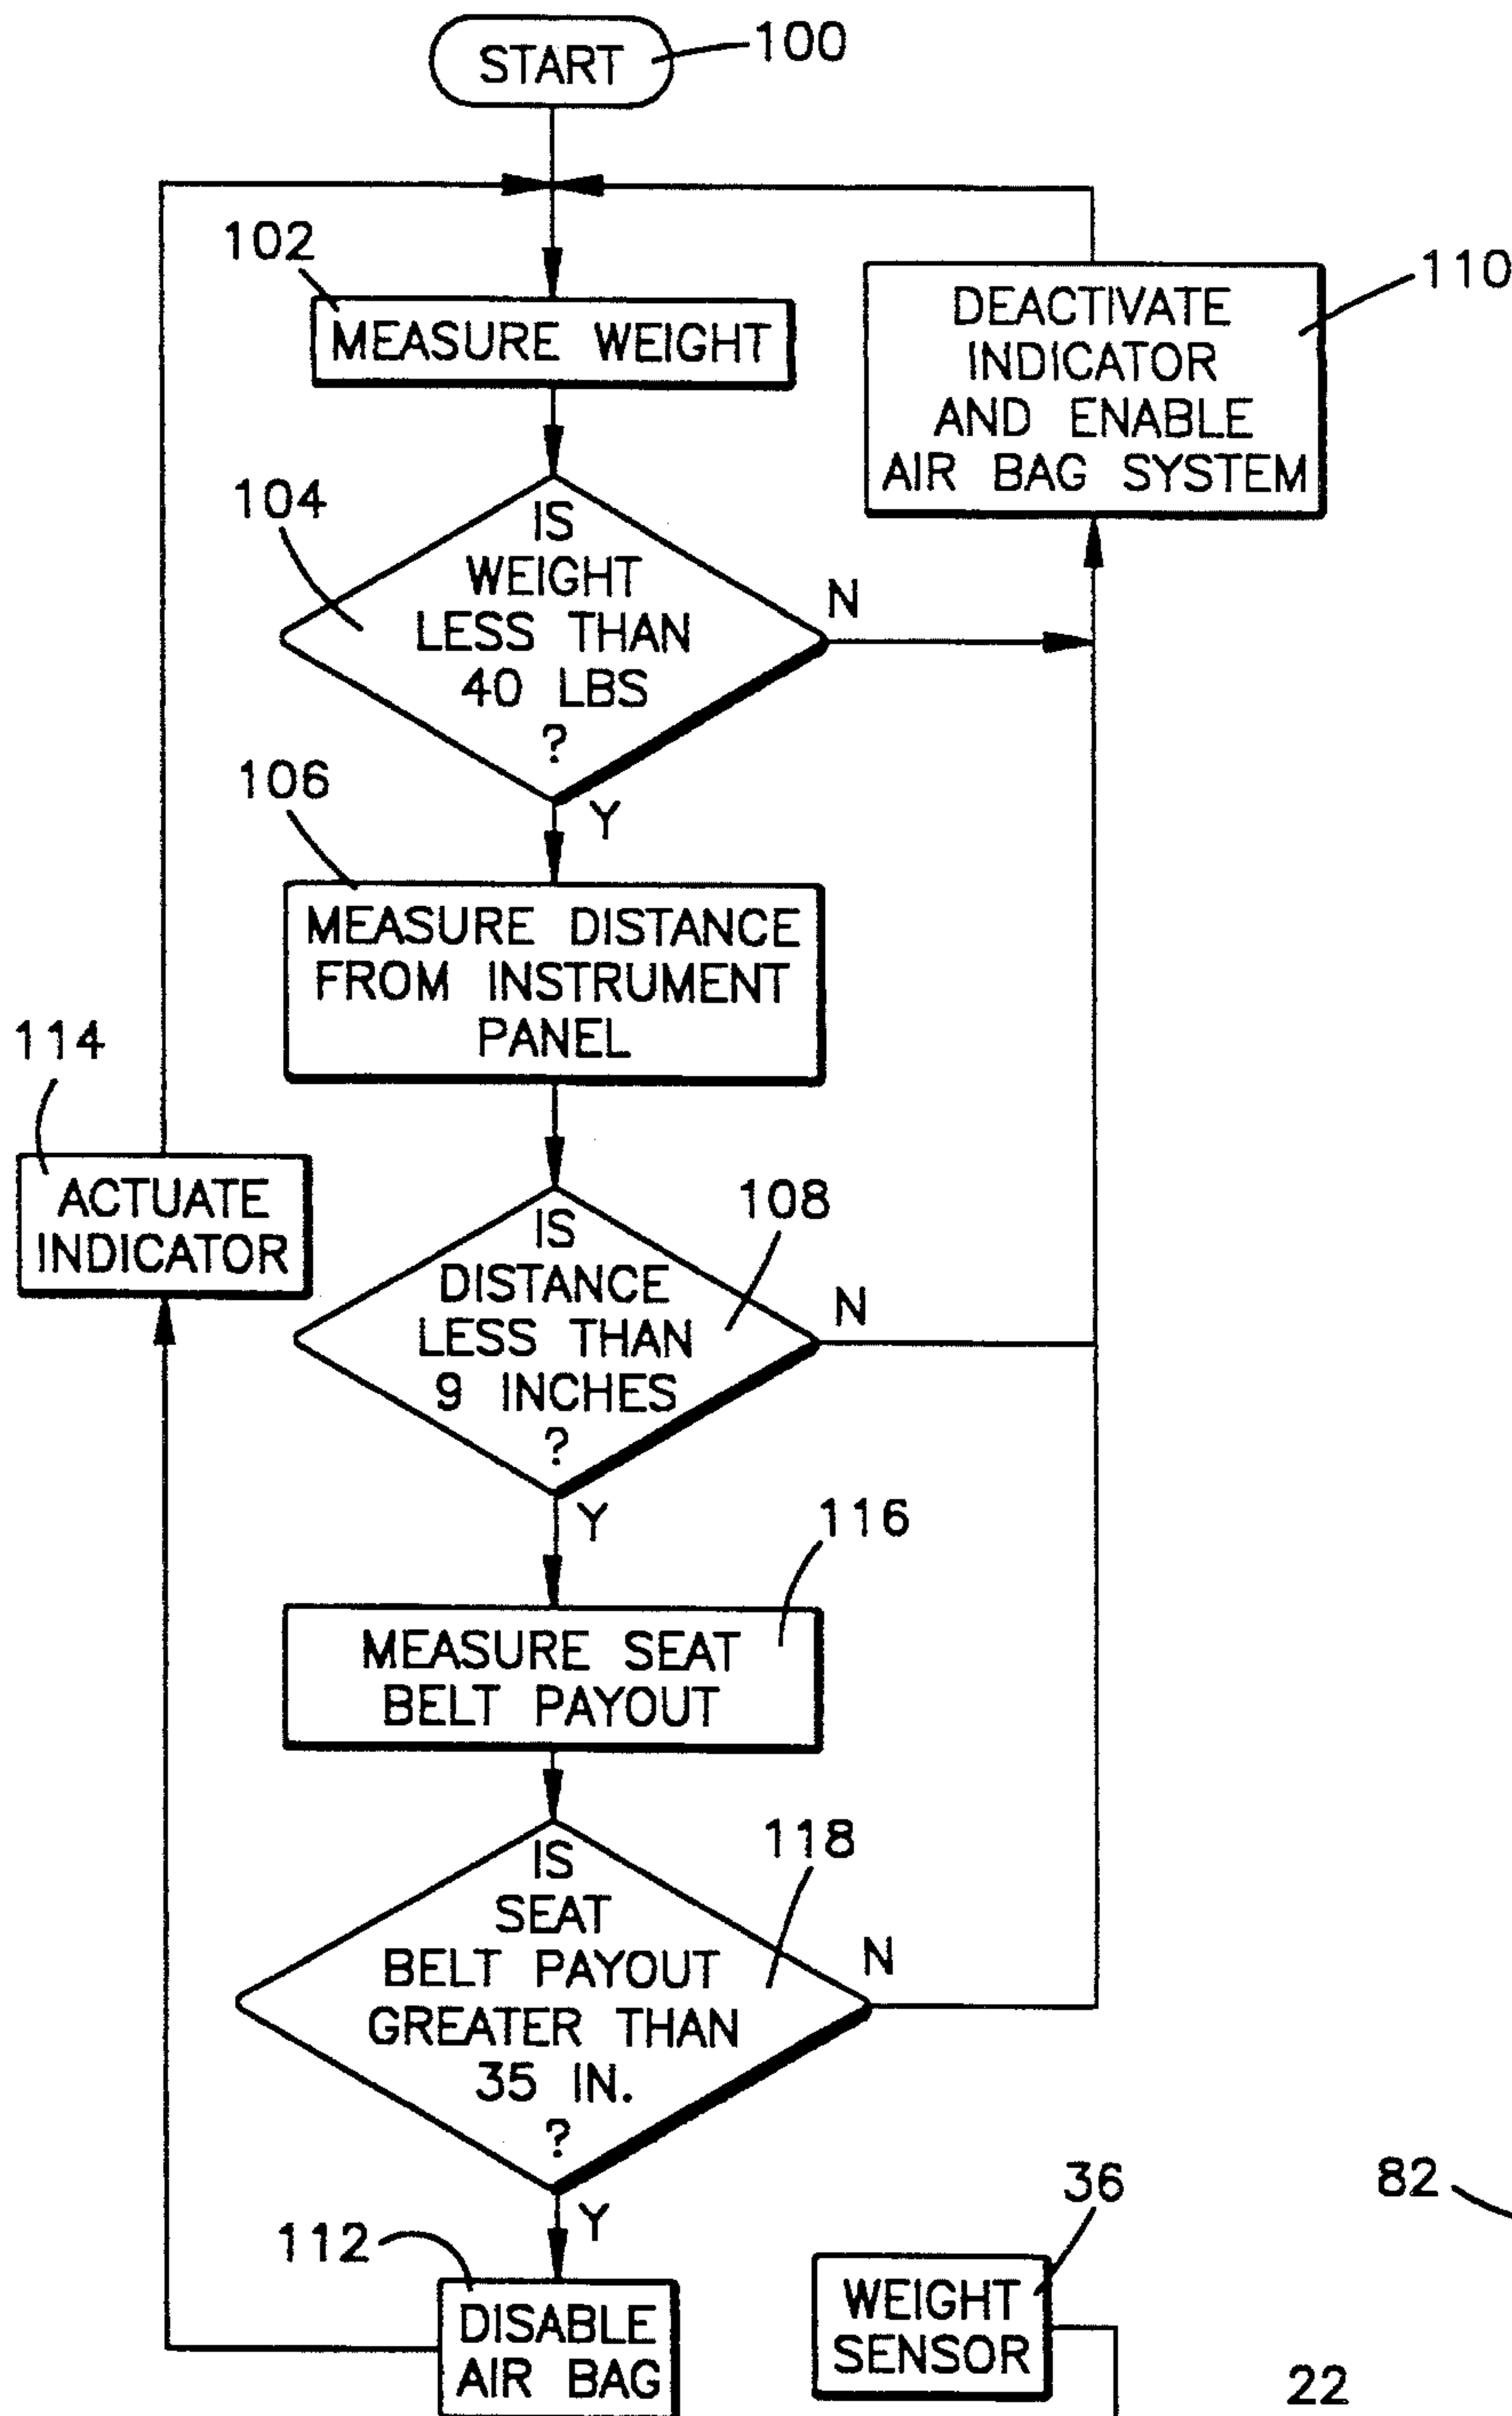 START
100
102
MEASURE WEIGHT
DEACTIVATE
INDICATOR
AND ENABLE
AIR BAG SYSTEM
110
104
IS
WEIGHT
LESS THAN
40 LBS
?
N
Y
106
MEASURE DISTANCE
FROM INSTRUMENT
PANEL
114
ACTUATE
INDICATOR
108
IS
DISTANCE
LESS THAN
9 INCHES
?
N
Y
116
MEASURE SEAT
BELT PAYOUT
118
IS
SEAT
BELT PAYOUT
GREATER THAN
35 IN.
?
N
Y
112
DISABLE
AIR BAG
36
WEIGHT
SENSOR
82
22